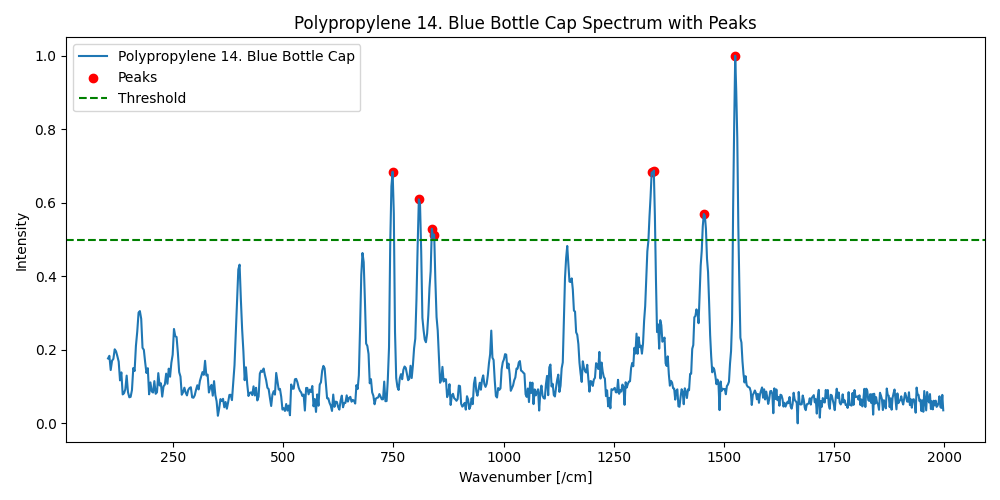 Polypropylene 14. Blue Bottle Cap Spectrum with Peaks
Polypropylene 14. Blue Bottle Cap
Peaks
Threshold
Intensity
1.0
0.8
0.6
0.4
0.2
0.0
250
500
750
1000
1250
1500
1750
2000
Wavenumber [/cm]